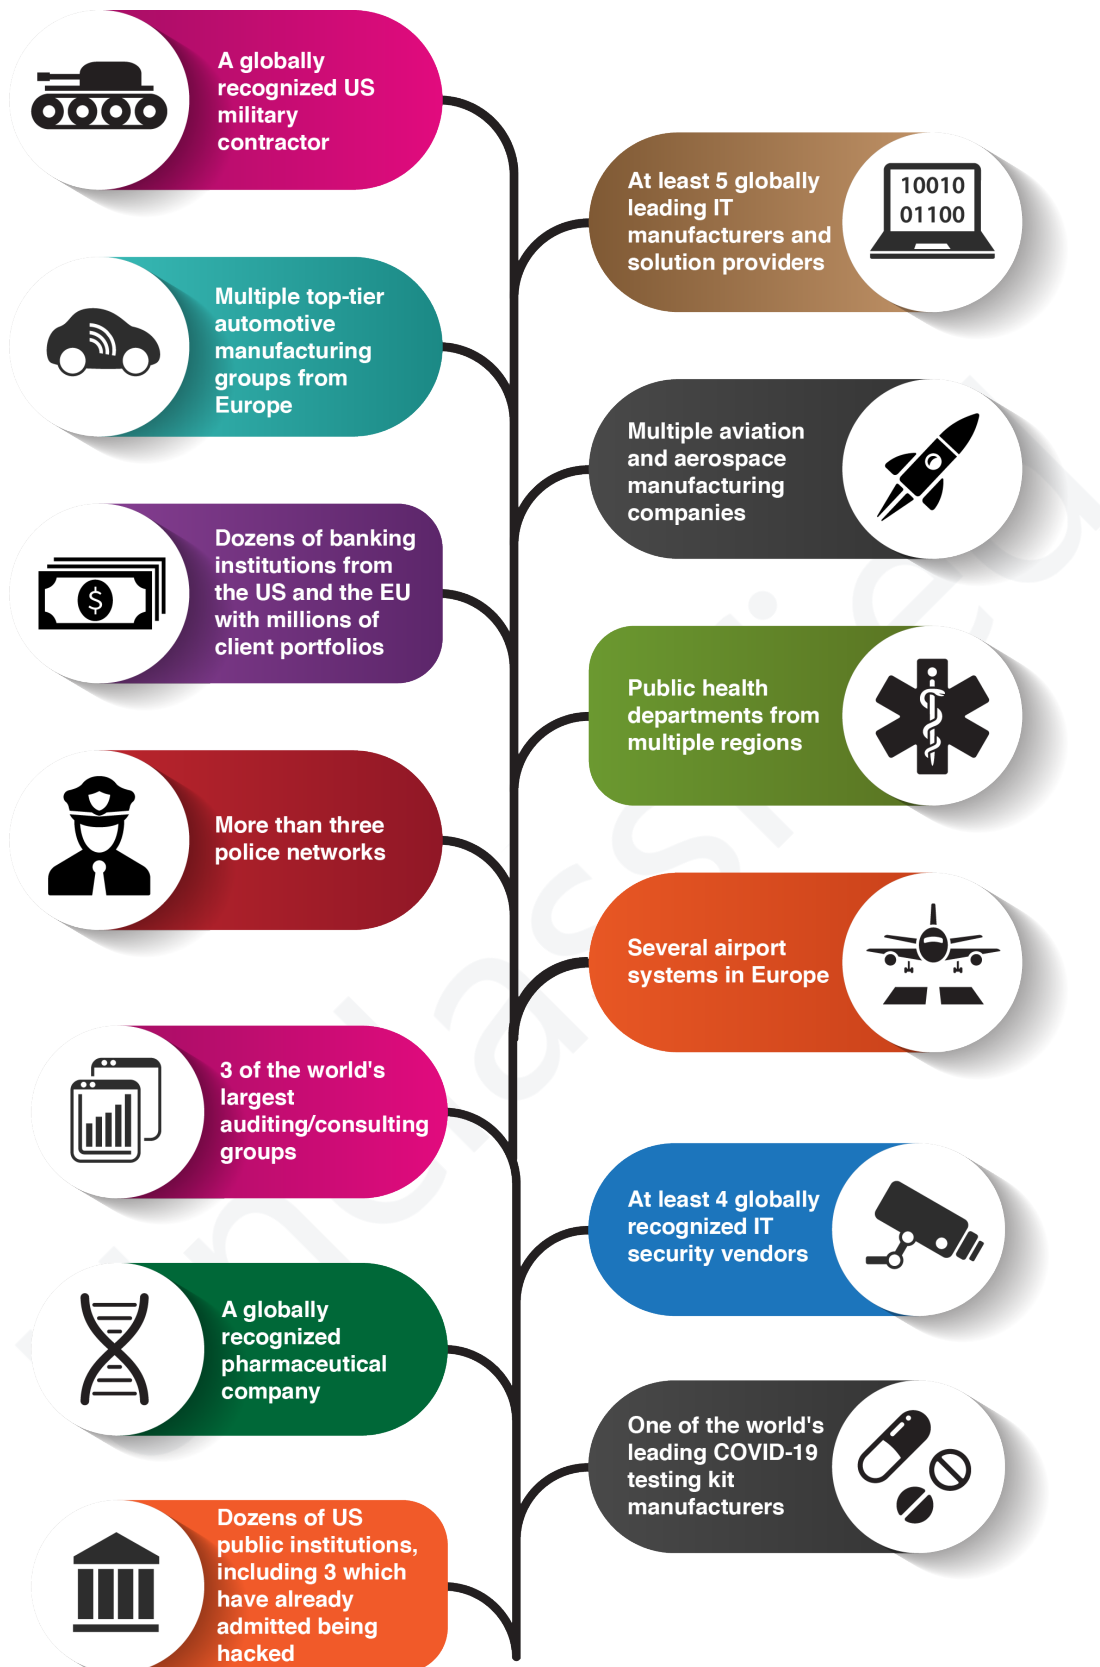 A globally
recognized US
military
contractor
10010
01100
At least 5 globally
leading IT
manufacturers and
solution providers
Multiple top-tier
automotive
manufacturing
groups from
Europe
Multiple aviation
and aerospace
manufacturing
companies
$
Dozens of banking
institutions from
the US and the EU
with millions of
client portfolios
Public health
departments from
multiple regions
More than three
police networks
Several airport
systems in Europe
3 of the world's
largest
auditing/consulting
groups
At least 4 globally
recognized IT
security vendors
A globally
recognized
pharmaceutical
company
One of the world's
leading COVID-19
testing kit
manufacturers
Dozens of US
public institutions,
including 3 which
have already
admitted being
hacked